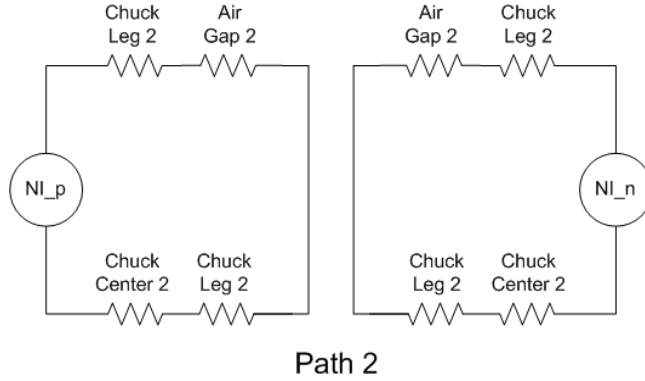 Chuck
Leg 2
Air
Gap 2
Air
Gap 2
Chuck
Leg 2
NI_p
NI_n
Chuck
Center 2
Chuck
Leg 2
Chuck
Leg 2
Chuck
Center 2
Path 2